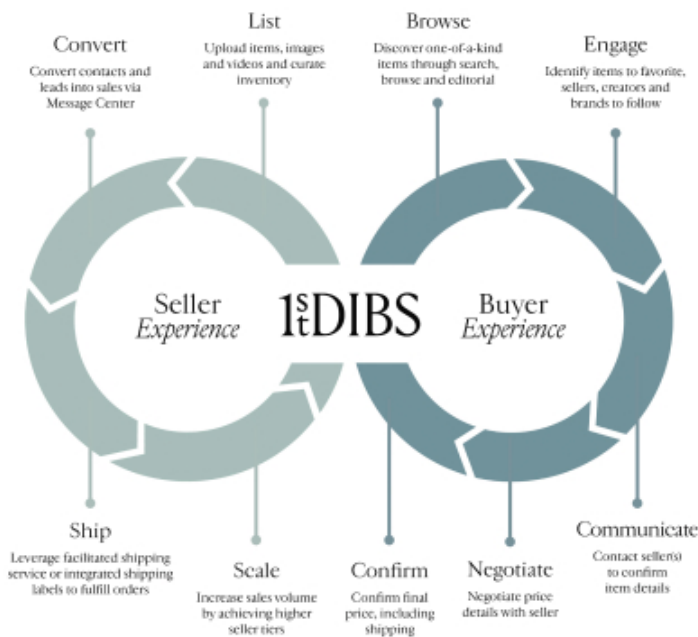 List
Upload items, images
and videos and curate
inventory
Browse
Discover one-of-a-kind
items through search,
browse and editorial
Convert
Convert contacts and
leads into sales via
Message Center
Engage
Identify items to favorite,
sellers, creators and
brands to follow
Seller
Experience
1stDIBS
Buyer
Experience
Ship
Leverage facilitated shipping
service or integrated shipping
labels to fulfill orders
Scale
Increase sales volume
by achieving higher
seller tiers
Confirm
Confirm final
price, including
shipping
Negotiate
Negotiate price
details with seller
Communicate
Contact seller(s)
to confirm
item details